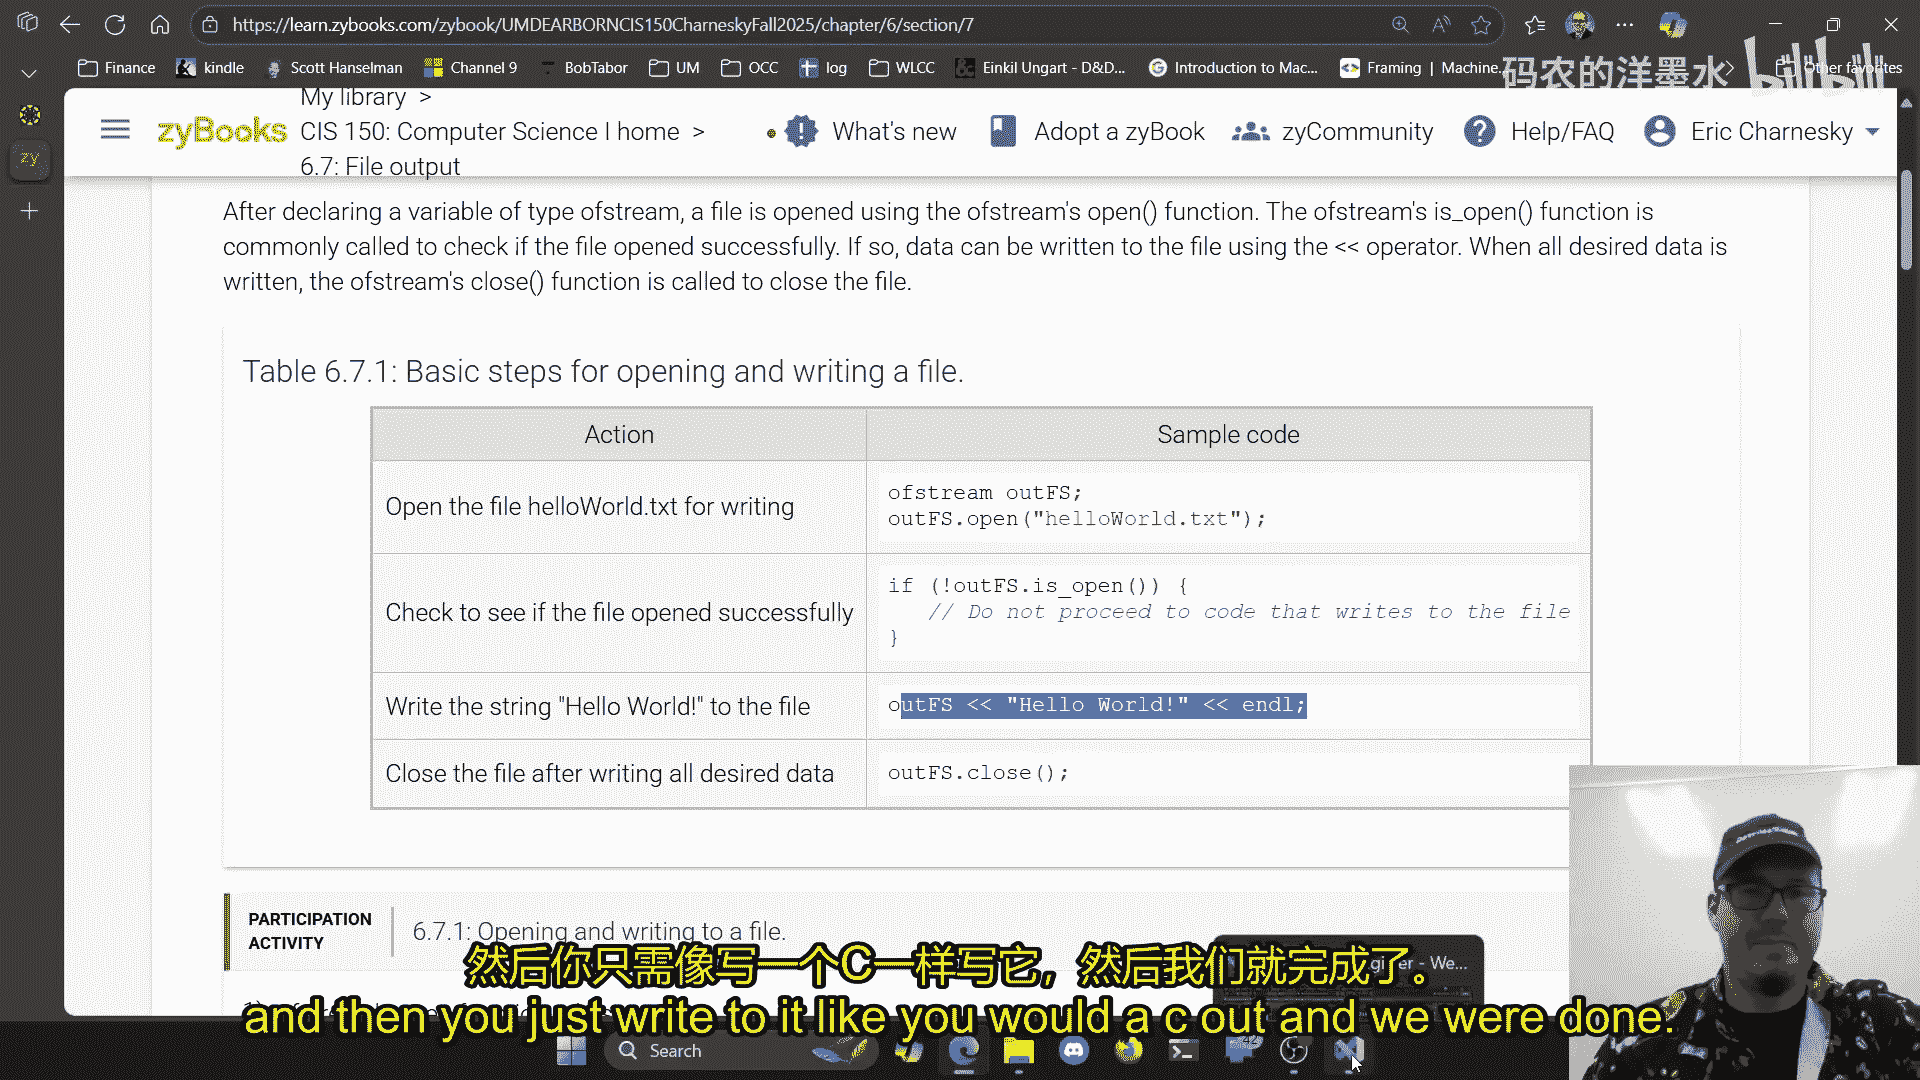 https://learn.zybooks.com/zybook/UMDEARBORNCIS150CharneskyFall2025/chapter/6/section/7
Finance
kindle
Scott Hanselman
Channel 9
BobTabor
UM
OCC
log
WLCC
Einkil Ungart - D&D...
Introduction to Mac...
Framing | Machine...
Other favorites
码农的洋墨水
bilibili
zy
zyBooks
My library >
CIS 150: Computer Science I home >
6.7: File output
What's new
Adopt a zyBook
zyCommunity
Help/FAQ
Eric Charnesky
After declaring a variable of type ofstream, a file is opened using the ofstream's open() function. The ofstream's is_open() function is
commonly called to check if the file opened successfully. If so, data can be written to the file using the << operator. When all desired data is
written, the ofstream's close() function is called to close the file.
Table 6.7.1: Basic steps for opening and writing a file.
Action
Sample code
Open the file helloWorld.txt for writing
ofstream outFS;
outFS.open("helloWorld.txt");
Check to see if the file opened successfully
if (!outFS.is_open()) {
// Do not proceed to code that writes to the file
}
Write the string "Hello World!" to the file
outFS << "Hello World!" << endl;
Close the file after writing all desired data
outFS.close();
PARTICIPATION
ACTIVITY
6.7.1: Opening and writing to a file.
然后你只需像写一个C一样写它，然后我们就完成了。
and then you just write to it like you would a c out and we were done.
Search